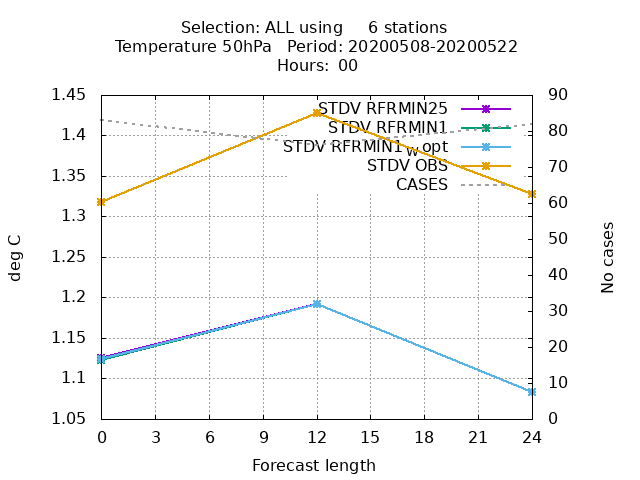 Selection: ALL using 6 stations
Temperature 50hPa Period: 20200508-20200522
Hours: 00
1.45
1.4
1.35
1.3
1.25
1.2
1.15
1.1
1.05
deg C
STDV RFRMIN25
STDV RFRMIN1
STDV RFRMIN1wopt
STDV OBS
CASES
90
80
70
60
50
40
30
20
10
0
No cases
0 3 6 9 12 15 18 21 24
Forecast length